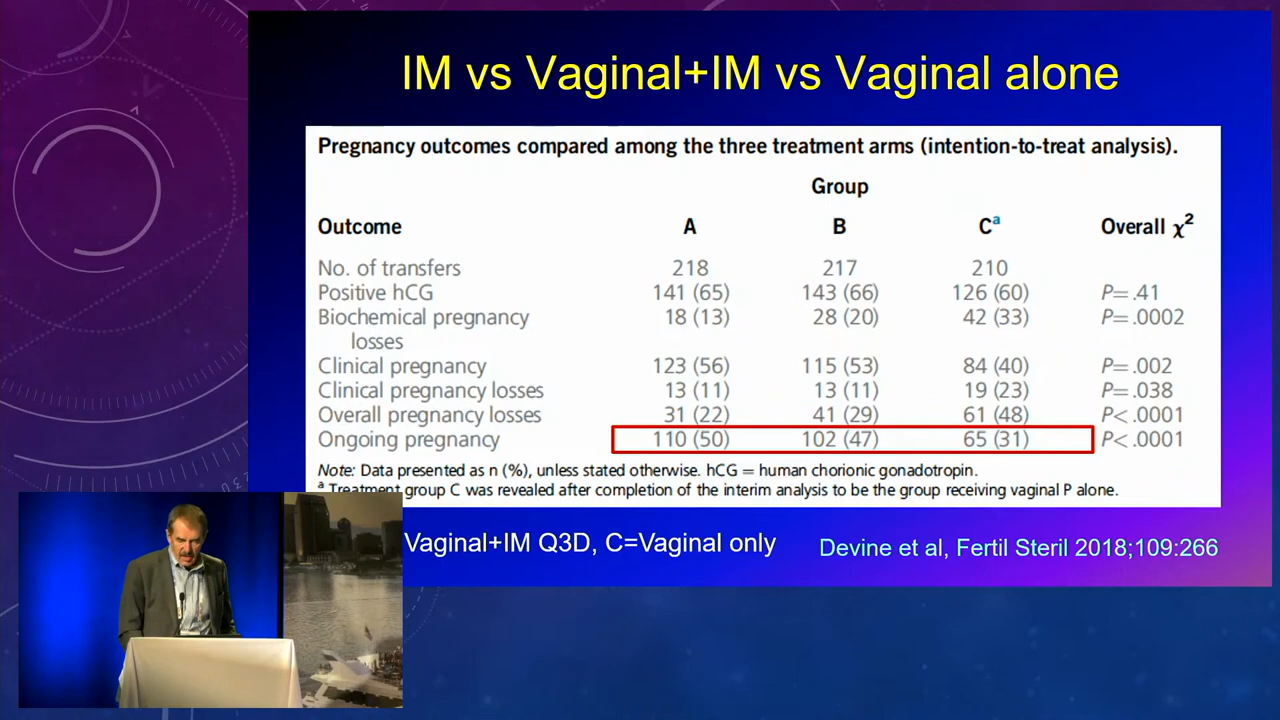 IM vs Vaginal+IM vs Vaginal alone
Pregnancy outcomes compared among the three treatment arms (intention-to-treat analysis).
Group
Outcome A B Cᵃ Overall χ²
No. of transfers 218 217 210
Positive hCG 141 (65) 143 (66) 126 (60) P=.41
Biochemical pregnancy 18 (13) 28 (20) 42 (33) P=.0002
losses
Clinical pregnancy 123 (56) 115 (53) 84 (40) P=.002
Clinical pregnancy losses 13 (11) 13 (11) 19 (23) P=.038
Overall pregnancy losses 31 (22) 41 (29) 61 (48) P<.0001
Ongoing pregnancy 110 (50) 102 (47) 65 (31) P<.0001
Note: Data presented as n (%), unless stated otherwise. hCG = human chorionic gonadotropin.
ᵃ Treatment group C was revealed after completion of the interim analysis to be the group receiving vaginal P alone.
Vaginal+IM Q3D, C=Vaginal only
Devine et al, Fertil Steril 2018;109:266